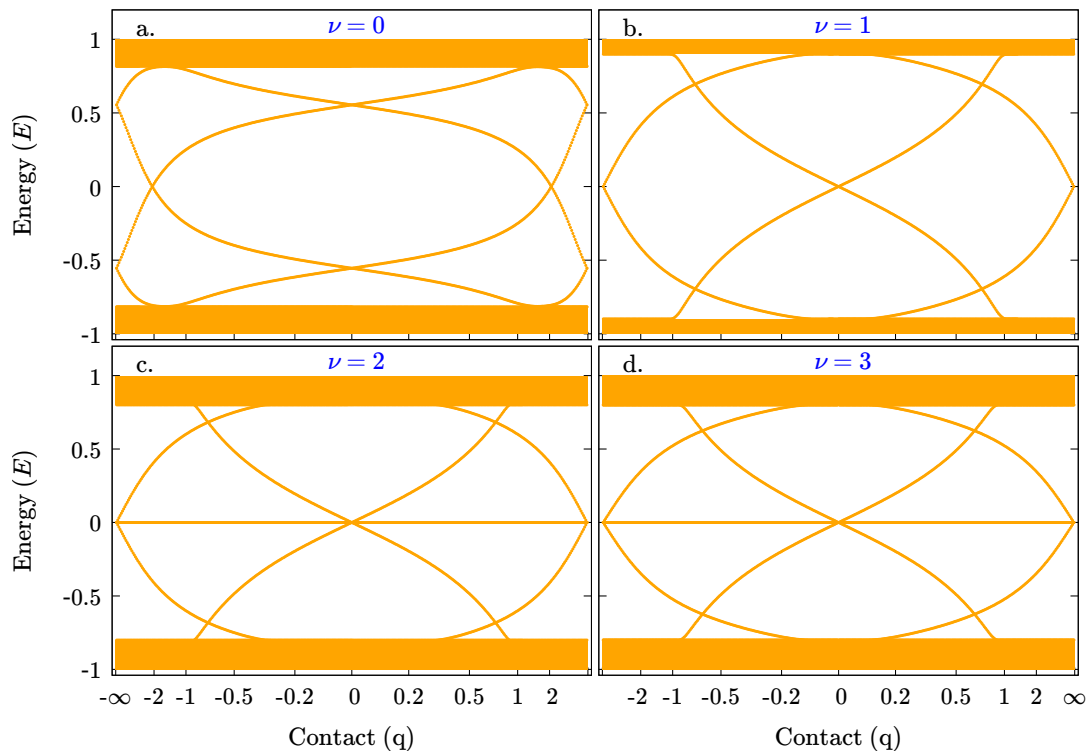 a.
ν = 0
b.
ν = 1
1
0.5
0
-0.5
-1
Energy (E)
c.
ν = 2
d.
ν = 3
1
0.5
0
-0.5
-1
Energy (E)
-∞ -2 -1 -0.5 -0.2 0 0.2 0.5 1 2
-2 -1 -0.5 -0.2 0 0.2 0.5 1 2 ∞
Contact (q)
Contact (q)